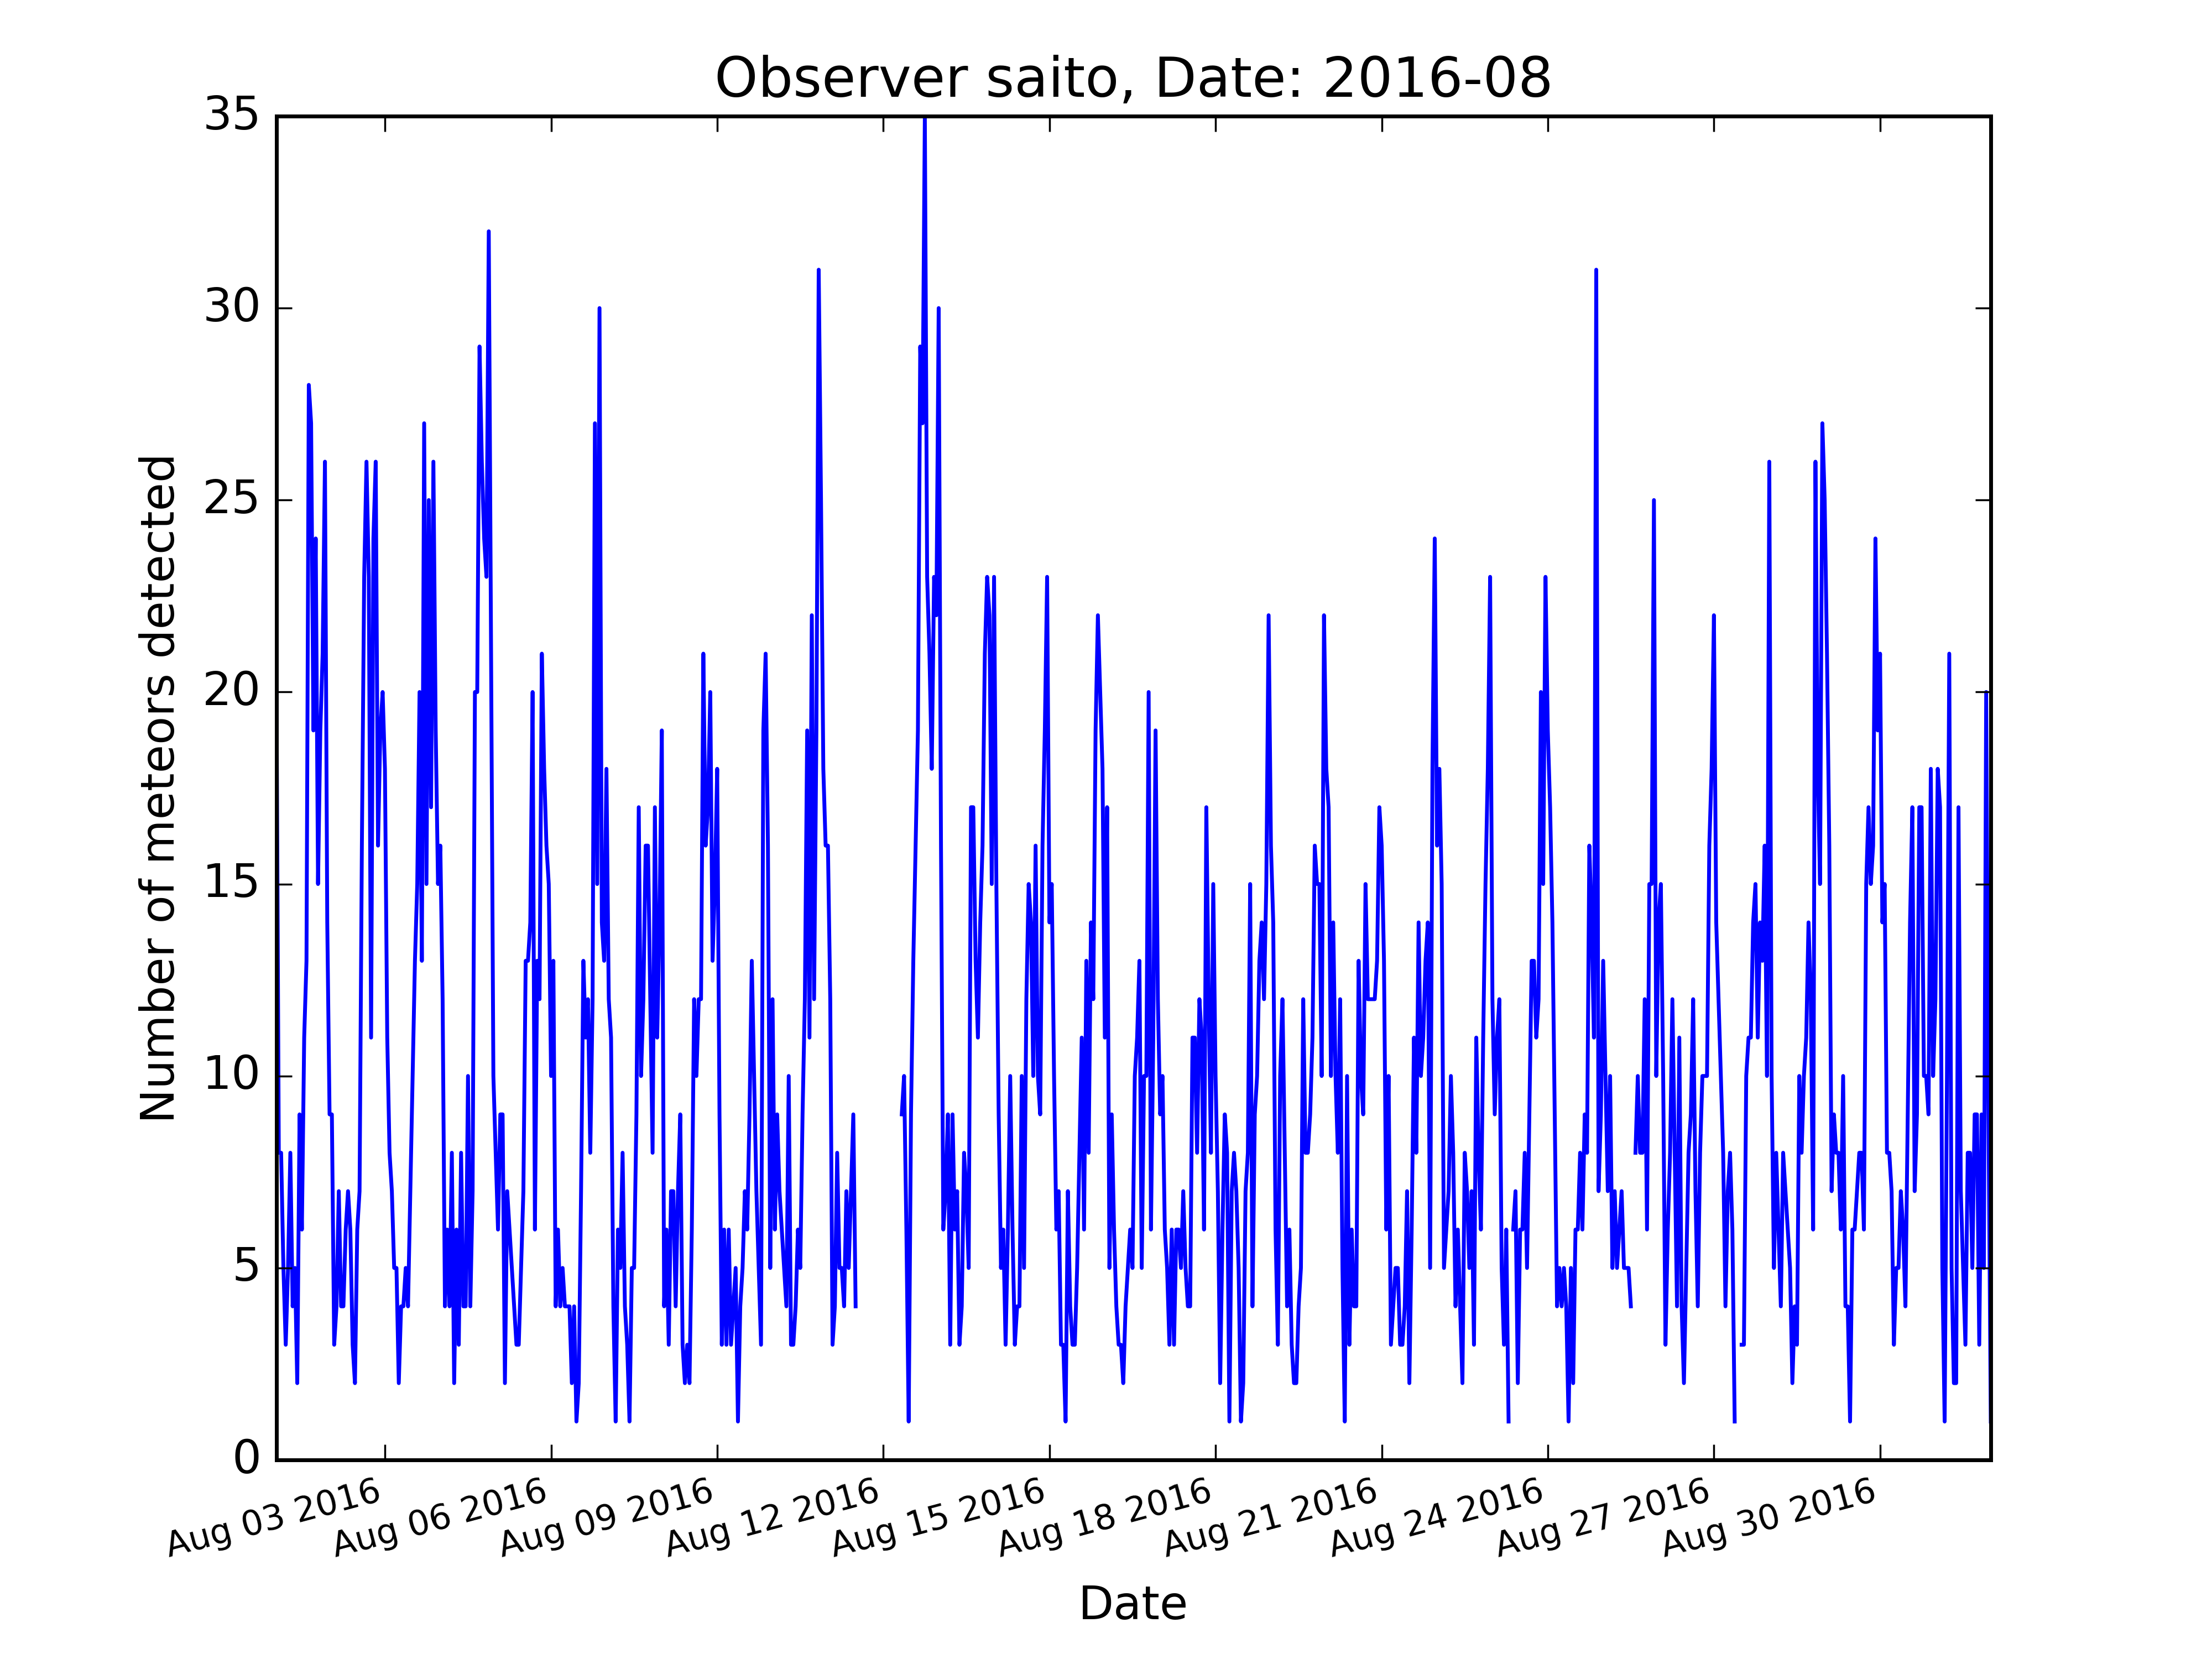 Observer saito, Date: 2016-08
35
30
25
20
15
10
5
0
Number of meteors detected
Aug 03 2016
Aug 06 2016
Aug 09 2016
Aug 12 2016
Aug 15 2016
Aug 18 2016
Aug 21 2016
Aug 24 2016
Aug 27 2016
Aug 30 2016
Date